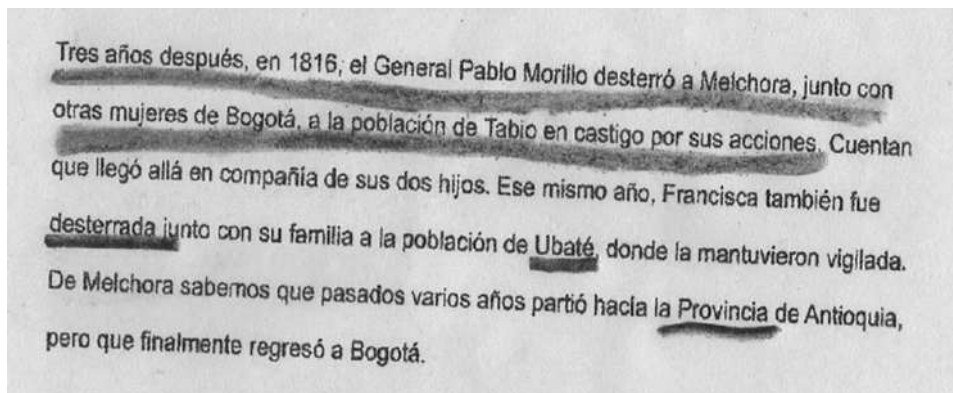 Tres años después, en 1816, el General Pablo Morillo desterró a Melchora, junto con
otras mujeres de Bogotá, a la población de Tabio en castigo por sus acciones. Cuentan
que llegó allá en compañía de sus dos hijos. Ese mismo año, Francisca también fue
desterrada junto con su familia a la población de Ubaté, donde la mantuvieron vigilada.
De Melchora sabemos que pasados varios años partió hacia la Provincia de Antioquia,
pero que finalmente regresó a Bogotá.